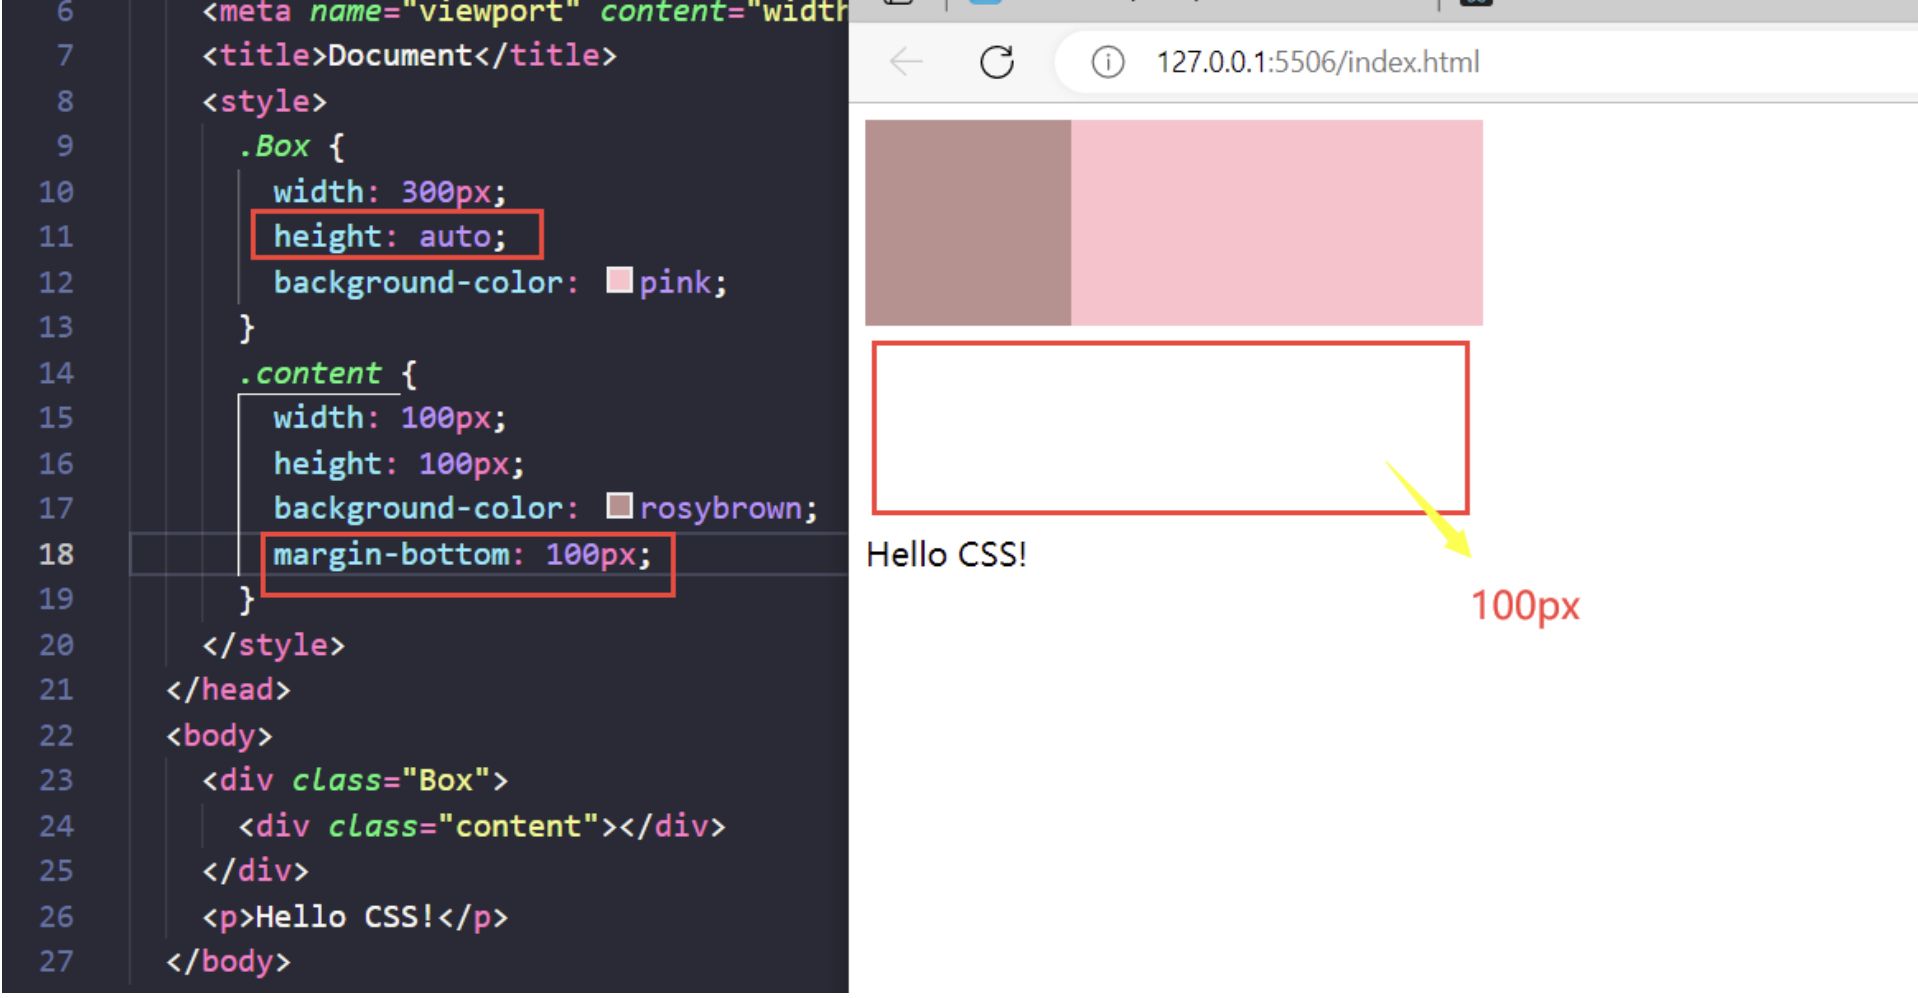 6 <meta name="viewport" content="width
7 <title>Document</title>
8 <style>
9 .Box {
10 width: 300px;
11 height: auto;
12 background-color: pink;
13 }
14 .content {
15 width: 100px;
16 height: 100px;
17 background-color: rosybrown;
18 margin-bottom: 100px;
19 }
20 </style>
21 </head>
22 <body>
23 <div class="Box">
24 <div class="content"></div>
25 </div>
26 <p>Hello CSS!</p>
27 </body>
127.0.0.1:5506/index.html
Hello CSS!
100px